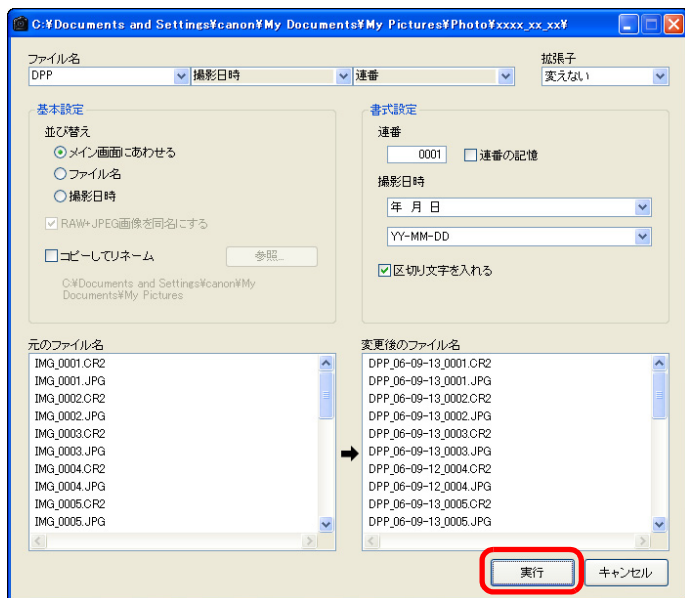 C:¥Documents and Settings¥canon¥My Documents¥My Pictures¥Photo¥xxxx_xx_xx¥
ファイル名
拡張子
DPP
撮影日時
連番
変えない
基本設定
並び替え
メイン画面にあわせる
ファイル名
撮影日時
RAW+JPEG画像を同名にする
コピーしてリネーム
参照...
C:¥Documents and Settings¥canon¥My
Documents¥My Pictures
書式設定
連番
0001
連番の記憶
撮影日時
年 月 日
YY-MM-DD
区切り文字を入れる
元のファイル名
IMG_0001.CR2
IMG_0001.JPG
IMG_0002.CR2
IMG_0002.JPG
IMG_0003.CR2
IMG_0003.JPG
IMG_0004.CR2
IMG_0004.JPG
IMG_0005.CR2
IMG_0005.JPG
変更後のファイル名
DPP_06-09-13_0001.CR2
DPP_06-09-13_0001.JPG
DPP_06-09-13_0002.CR2
DPP_06-09-13_0002.JPG
DPP_06-09-13_0003.CR2
DPP_06-09-13_0003.JPG
DPP_06-09-12_0004.CR2
DPP_06-09-12_0004.JPG
DPP_06-09-13_0005.CR2
DPP_06-09-13_0005.JPG
実行
キャンセル